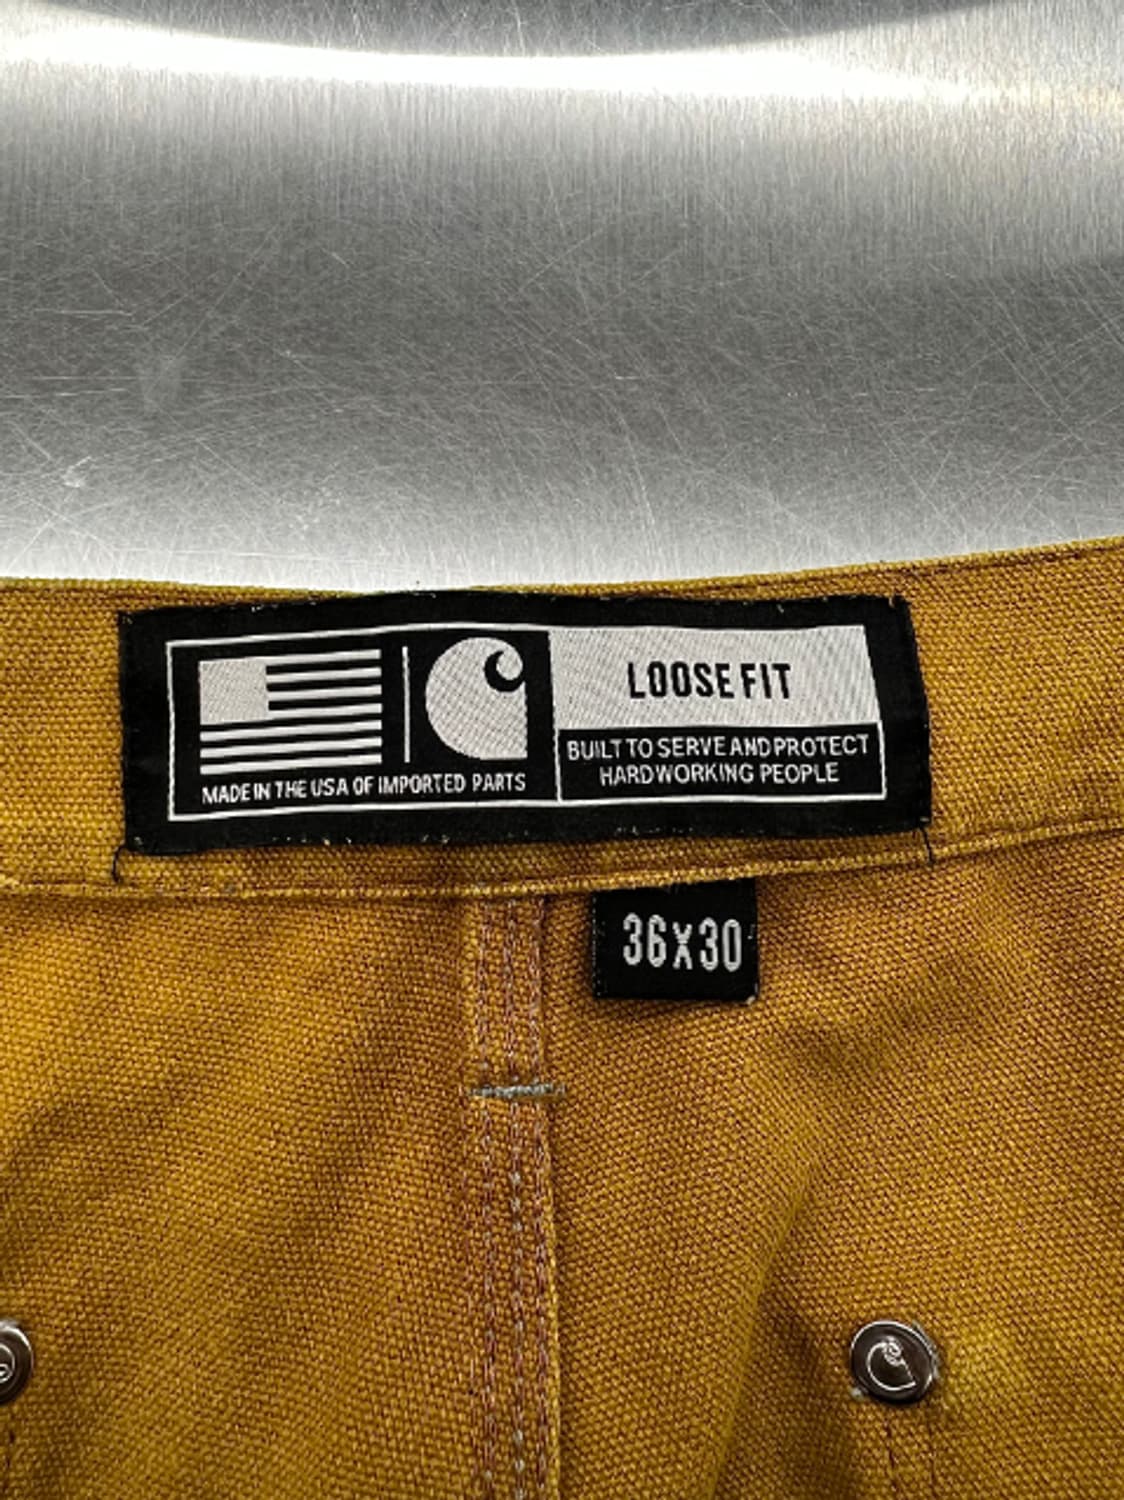 LOOSE FIT
BUILT TO SERVE AND PROTECT
HARDWORKING PEOPLE
MADE IN THE USA OF IMPORTED PARTS
36X30